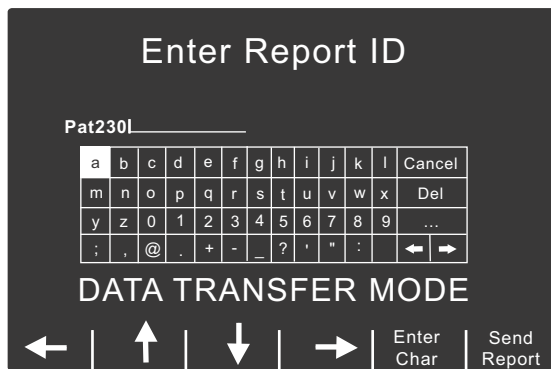 Enter Report ID
Pat230
a b c d e f g h i j k l Cancel
m n o p q r s t u v w x Del
y z 0 1 2 3 4 5 6 7 8 9 ...
; , @ . + - _ ? ' " : ← →
DATA TRANSFER MODE
← ↑ ↓ → Enter Char Send Report